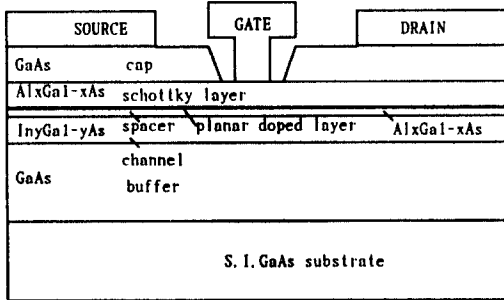 SOURCE GATE DRAIN
GaAs cap
AlxGa1-xAs schottky layer
InyGa1-yAs spacer planar doped layer AlxGa1-xAs
channel
GaAs buffer
S.I.GaAs substrate